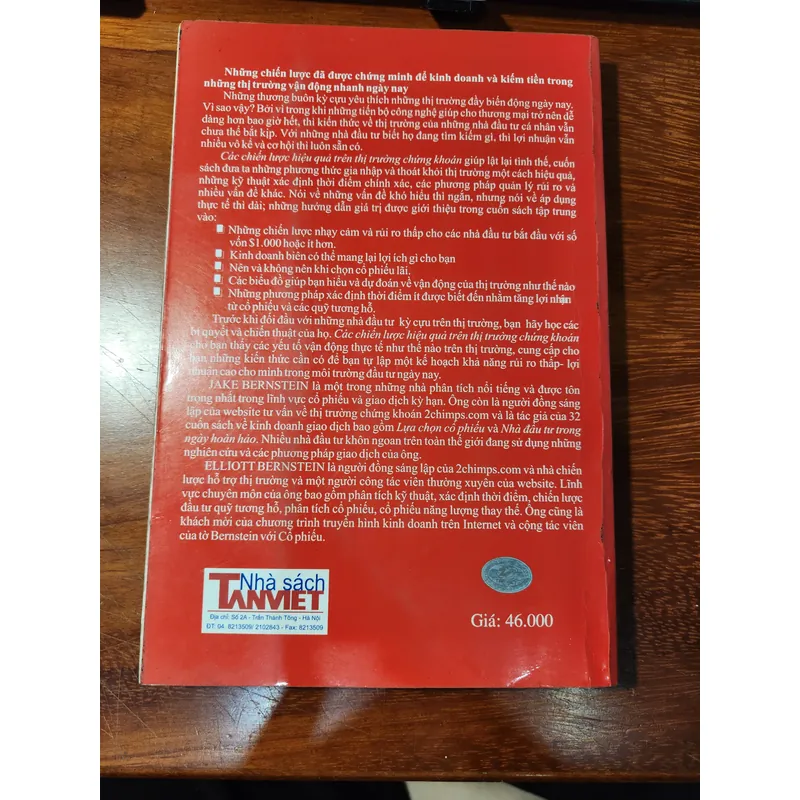 Những chiến lược đã được chứng minh để kinh doanh và kiếm tiền trong
những thị trường vận động nhanh ngày nay
Những thương buôn kỳ cựu yêu thích những thị trường đầy biến động ngày nay.
Vì sao vậy? Bởi vì trong khi những tiến bộ công nghệ giúp cho thương mại trở nên dễ
dàng hơn bao giờ hết, thì kiến thức về thị trường của những nhà đầu tư cá nhân vẫn
chưa thể bắt kịp. Với những nhà đầu tư biết họ đang tìm kiếm gì, thì lợi nhuận vẫn
nhiều vô kể và cơ hội thì luôn sẵn có.
Các chiến lược hiệu quả trên thị trường chứng khoán giúp lật lại tình thế, cuốn
sách đưa ta những phương thức gia nhập và thoát khỏi thị trường một cách hiệu quả,
những kỹ thuật xác định thời điểm chính xác, các phương pháp quản lý rủi ro và
nhiều vấn đề khác. Nói về những vấn đề khó hiểu thì ngắn, nhưng nói về áp dụng
thực tế thì dài; những hướng dẫn giá trị được giới thiệu trong cuốn sách tập trung
vào:
Những chiến lược nhạy cảm và rủi ro thấp cho các nhà đầu tư bắt đầu với số
vốn $1.000 hoặc ít hơn.
Kinh doanh biên có thể mang lại lợi ích gì cho bạn
Nên và không nên khi chọn cổ phiếu lãi.
Các biểu đồ giúp bạn hiểu và dự đoán về vận động của thị trường như thế nào
Những phương pháp xác định thời điểm ít được biết đến nhằm tăng lợi nhuận
từ cổ phiếu và các quỹ tương hỗ.
Trước khi đối đầu với những nhà đầu tư kỳ cựu trên thị trường, bạn hãy học các
bí quyết và chiến thuật của họ. Các chiến lược hiệu quả trên thị trường chứng khoán
cho bạn thấy các yếu tố vận động thực tế như thế nào trên thị trường, cung cấp cho
bạn những kiến thức cần có để bạn tự lập một kế hoạch khả năng rủi ro thấp- lợi
nhuận cao cho mình trong môi trường đầu tư ngày nay.
JAKE BERNSTEIN là một trong những nhà phân tích nổi tiếng và được tôn
trọng nhất trong lĩnh vực cổ phiếu và giao dịch kỳ hạn. Ông còn là người đồng sáng
lập của website tư vấn về thị trường chứng khoán 2chimps.com và là tác giả của 32
cuốn sách về kinh doanh giao dịch bao gồm Lựa chọn cổ phiếu và Nhà đầu tư trong
ngày hoàn hảo. Nhiều nhà đầu tư khôn ngoan trên toàn thế giới đang sử dụng những
nghiên cứu và các phương pháp giao dịch của ông.
ELLIOTT BERNSTEIN là người đồng sáng lập của 2chimps.com và nhà chiến
lược hỗ trợ thị trường và một người cộng tác viên thường xuyên của website. Lĩnh
vực chuyên môn của ông bao gồm phân tích kỹ thuật, xác định thời điểm, chiến lược
đầu tư quỹ tương hỗ, phân tích cổ phiếu, cổ phiếu năng lượng thay thế. Ông cũng là
khách mời của chương trình truyền hình kinh doanh trên Internet và cộng tác viên
của tờ Bernstein với Cổ phiếu.
Nhà sách
TANVIET
Địa chỉ: Số 2A - Trần Thánh Tông - Hà Nội
ĐT: 04 8213509/ 2102843 - Fax: 8213509
Giá: 46.000